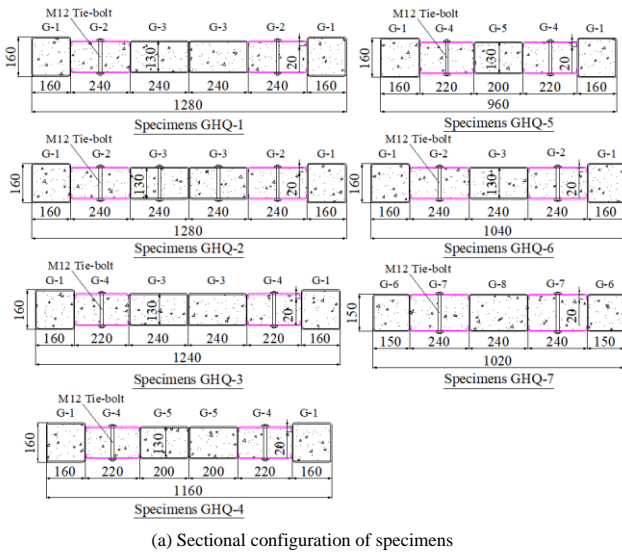 M12 Tie-bolt
G-1 G-2 G-3 G-3 G-2 G-1
160 130 20
160 240 240 240 240 160
1280
Specimens GHQ-1
M12 Tie-bolt
G-1 G-4 G-5 G-4 G-1
160 130 20
160 220 200 220 160
960
Specimens GHQ-5
M12 Tie-bolt
G-1 G-2 G-3 G-3 G-2 G-1
160 130 20
160 240 240 240 240 160
1280
Specimens GHQ-2
M12 Tie-bolt
G-1 G-2 G-3 G-2 G-1
160 130 20
160 240 240 240 160
1040
Specimens GHQ-6
M12 Tie-bolt
G-1 G-4 G-3 G-3 G-4 G-1
160 130 20
160 220 240 240 220 160
1240
Specimens GHQ-3
M12 Tie-bolt
G-6 G-7 G-8 G-7 G-6
150 20
150 240 240 240 150
1020
Specimens GHQ-7
M12 Tie-bolt
G-1 G-4 G-5 G-5 G-4 G-1
160 130 20
160 220 200 200 220 160
1160
Specimens GHQ-4
(a) Sectional configuration of specimens